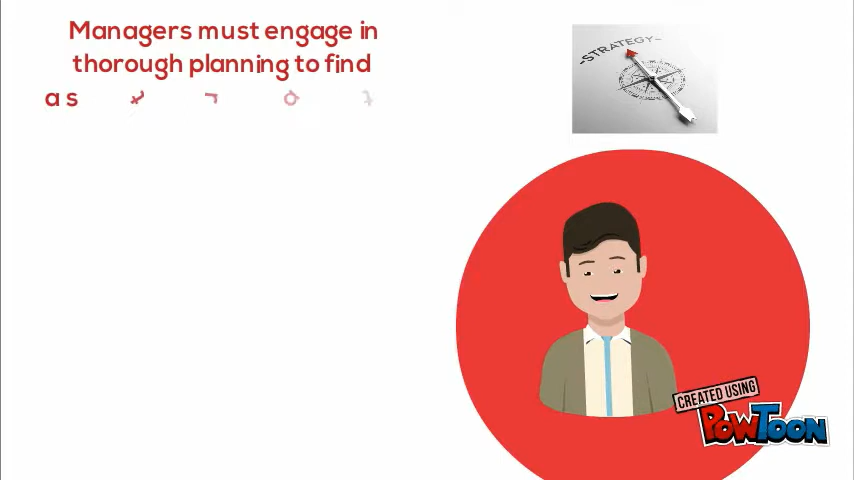 Managers must engage in
thorough planning to find
a s
-STRATEGY-
CREATED USING
POWTOON